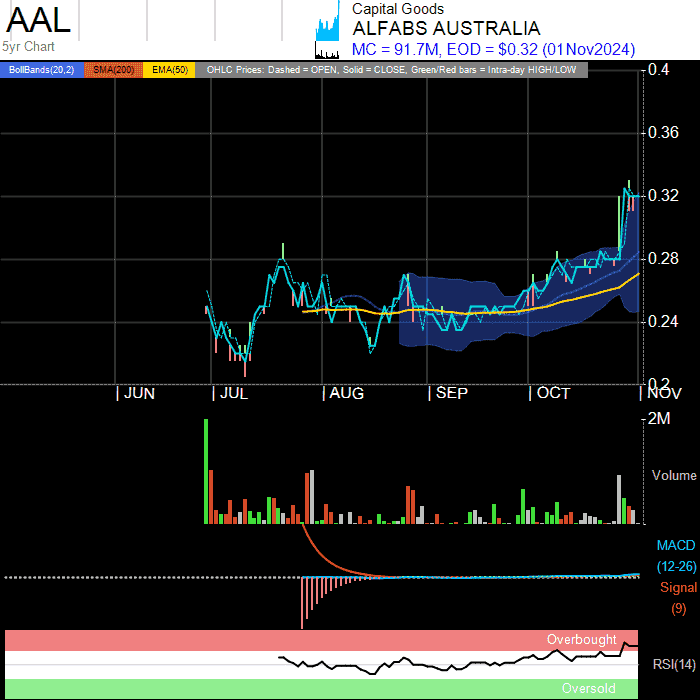 AAL
5yr Chart
Capital Goods
ALFABS AUSTRALIA
MC = 91.7M, EOD = $0.32 (01Nov2024)
BollBands(20,2) SMA(200) EMA(50) OHLC Prices: Dashed = OPEN, Solid = CLOSE, Green/Red bars = Intra-day HIGH/LOW
0.4
0.36
0.32
0.28
0.24
0.2
JUN JUL AUG SEP OCT NOV
2M
Volume
MACD
(12-26)
Signal
(9)
Overbought
RSI(14)
Oversold